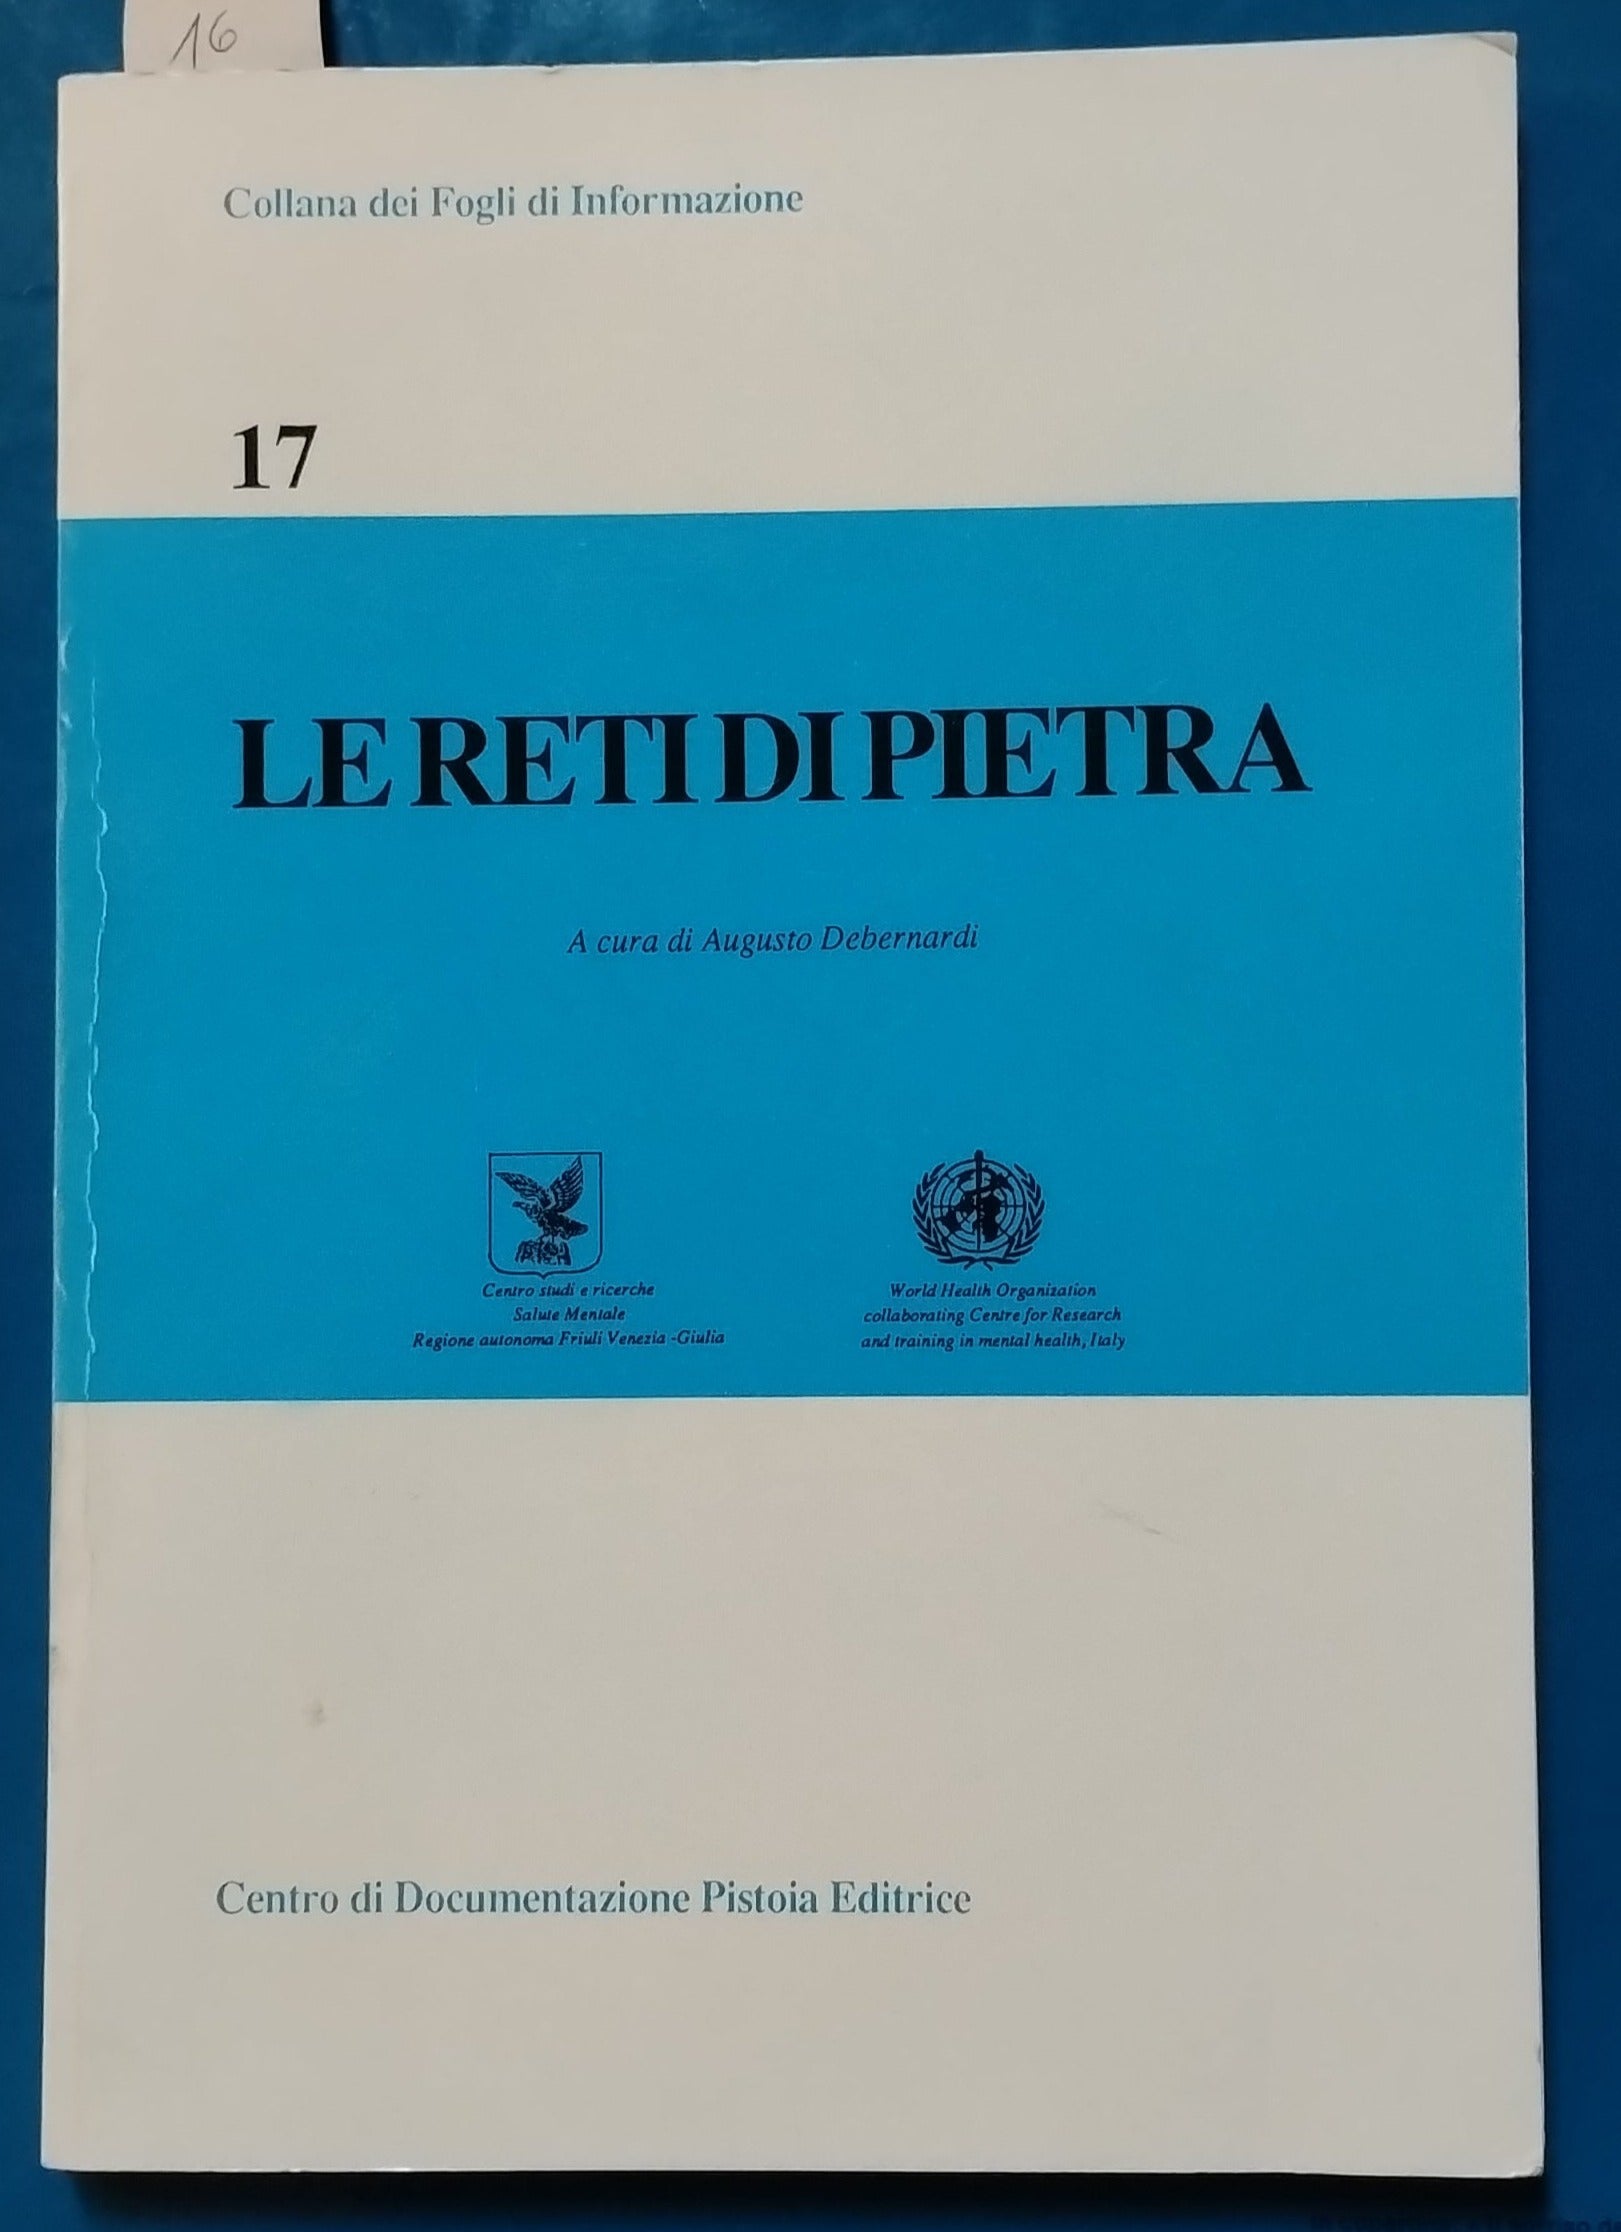 16
Collana dei Fogli di Informazione
17
LE RETI DI PIETRA
A cura di Augusto Debernardi
Centro studi e ricerche
Salute Mentale
Regione autonoma Friuli Venezia -Giulia
World Health Organization
collaborating Centre for Research
and training in mental health, Italy
Centro di Documentazione Pistoia Editrice